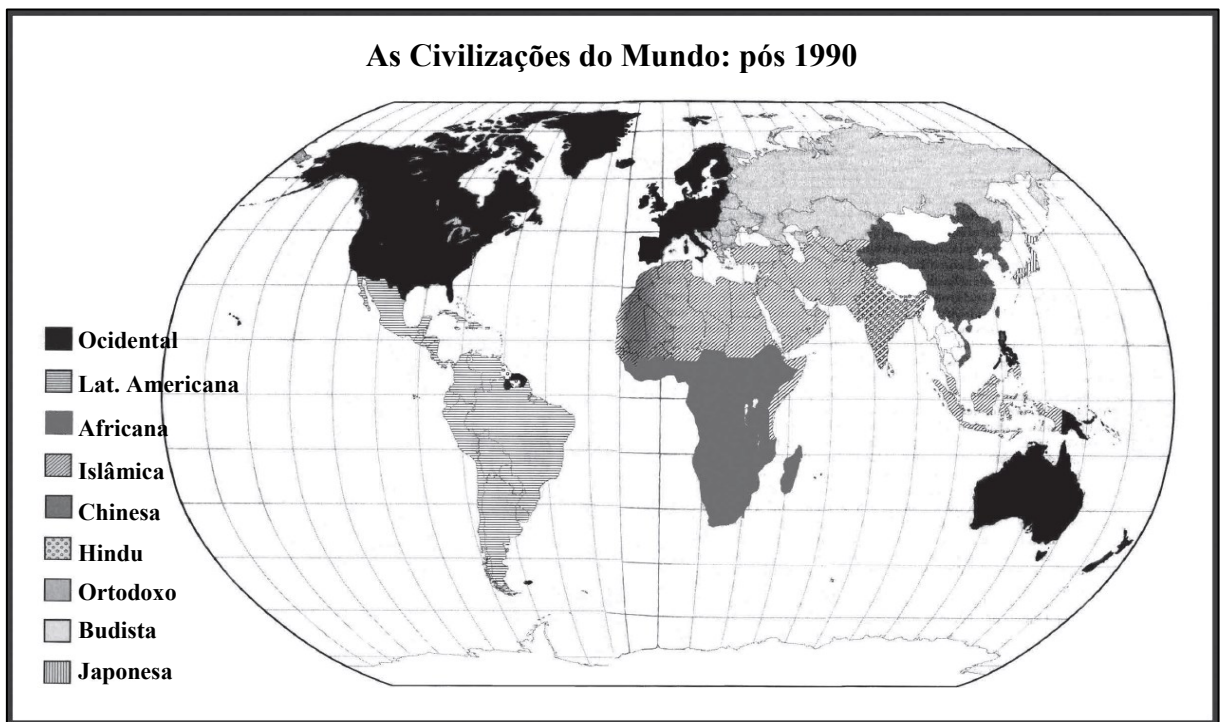 As Civilizações do Mundo: pós 1990
Ocidental
Lat. Americana
Africana
Islâmica
Chinesa
Hindu
Ortodoxo
Budista
Japonesa